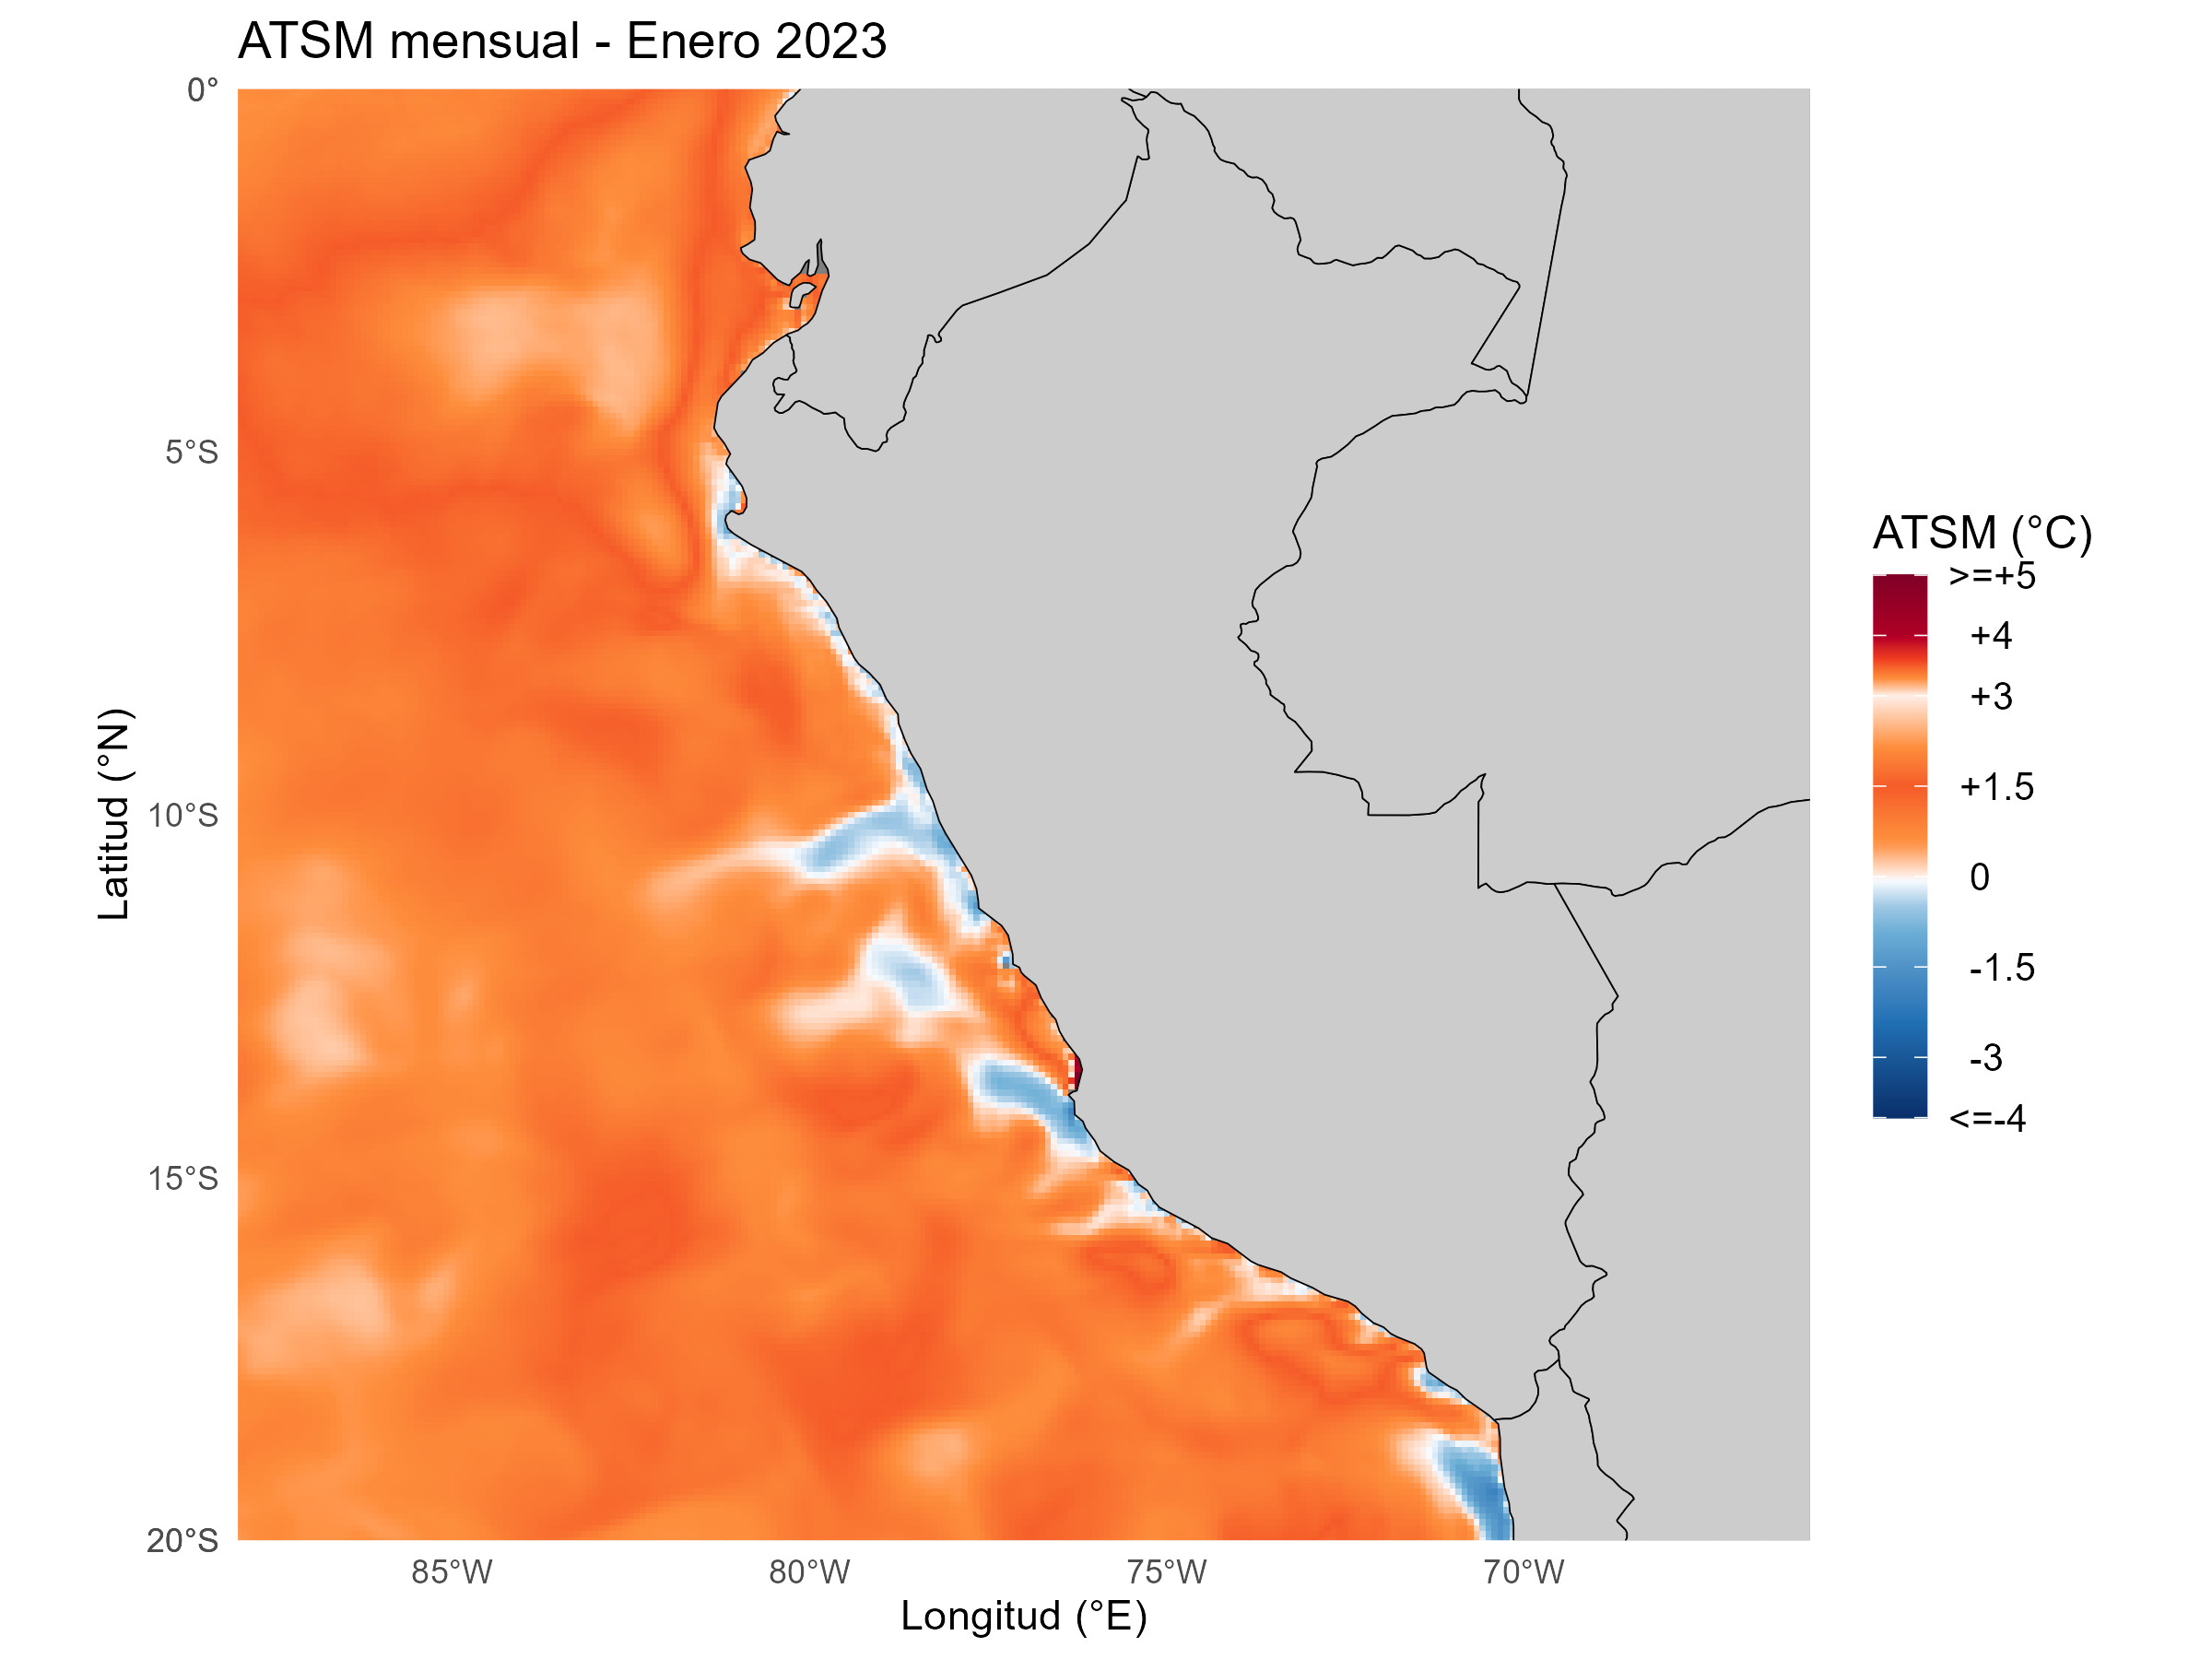 ATSM mensual - Enero 2023
0°
5°S
10°S
15°S
20°S
Latitud (°N)
85°W
80°W
75°W
70°W
Longitud (°E)
ATSM (°C)
>=+5
+4
+3
+1.5
0
-1.5
-3
<=-4